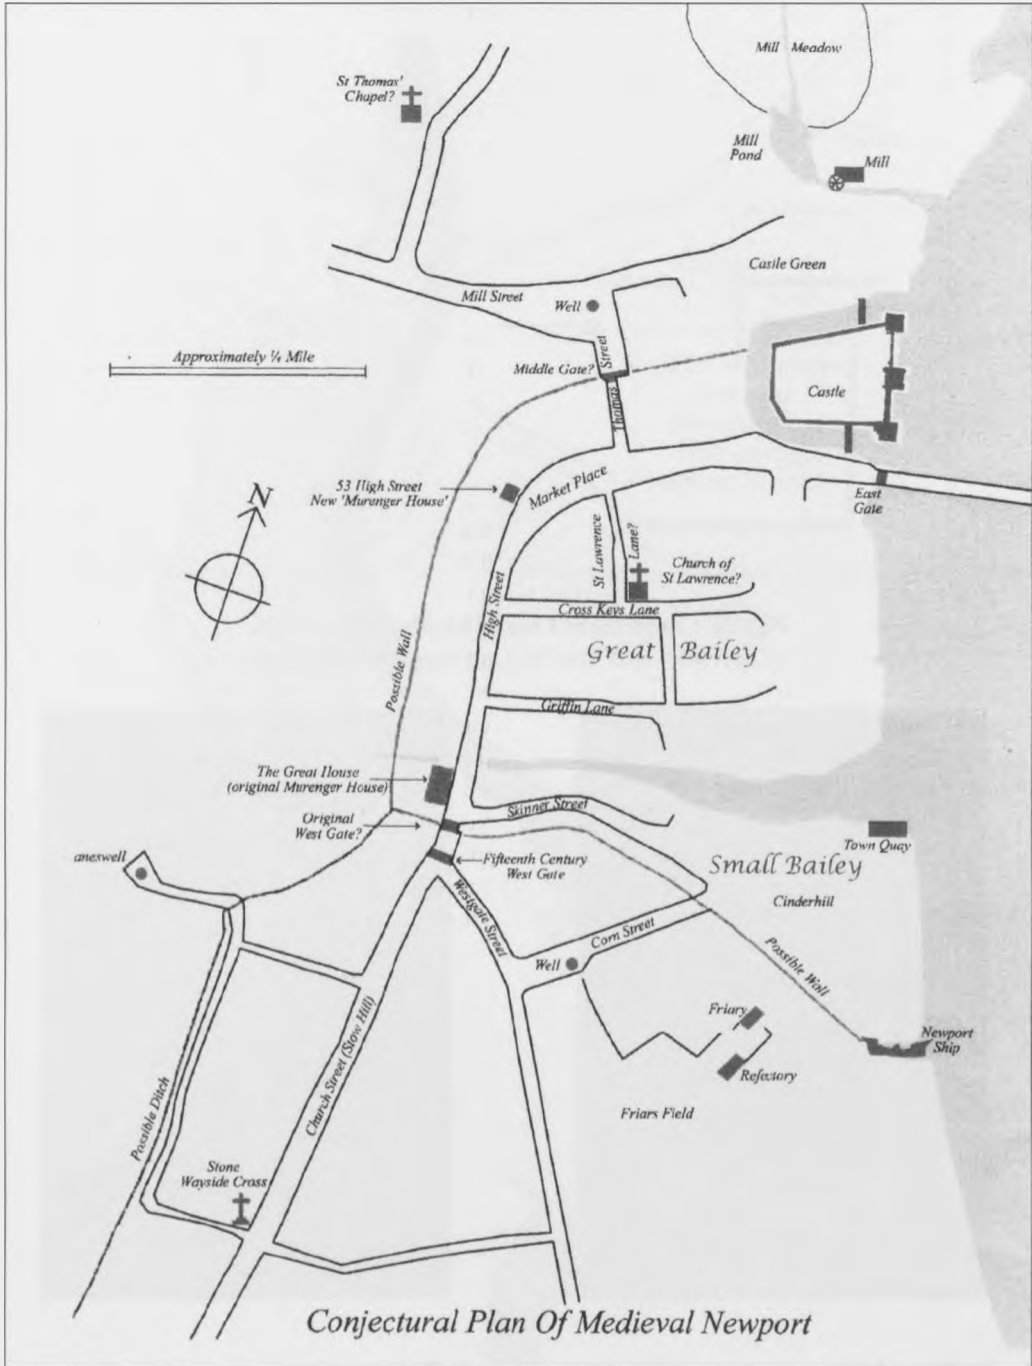 Mill Meadow
St Thomas'
Chapel?
Mill
Pond
Mill
Castle Green
Mill Street
Well
Approximately ¼ Mile
Middle Gate?
Thomas Street
Castle
53 High Street
New 'Murenger House'
Market Place
East
Gate
N
St Lawrence Lane?
Church of
St Lawrence?
Cross Keys Lane
High Street
Great Bailey
Possible Wall
Griffin Lane
The Great House
(original Murenger House)
Skinner Street
Original
West Gate?
Town Quay
aneswell
Fifteenth Century
West Gate
Small Bailey
Cinderhill
Westgate Street
Corn Street
Well
Possible Wall
Friary
Newport
Ship
Refectory
Church Street (Stow Hill)
Friars Field
Possible Ditch
Stone
Wayside Cross
Conjectural Plan Of Medieval Newport